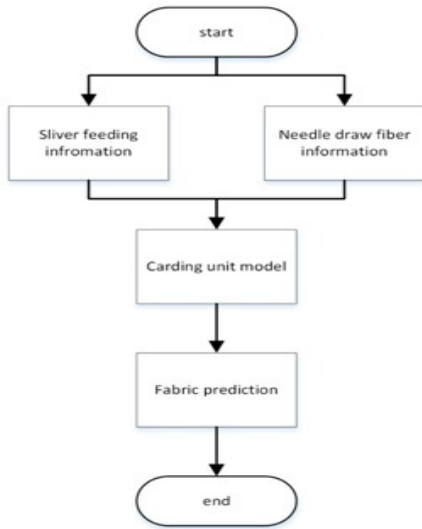 start
Sliver feeding
infromation
Needle draw fiber
information
Carding unit model
Fabric prediction
end